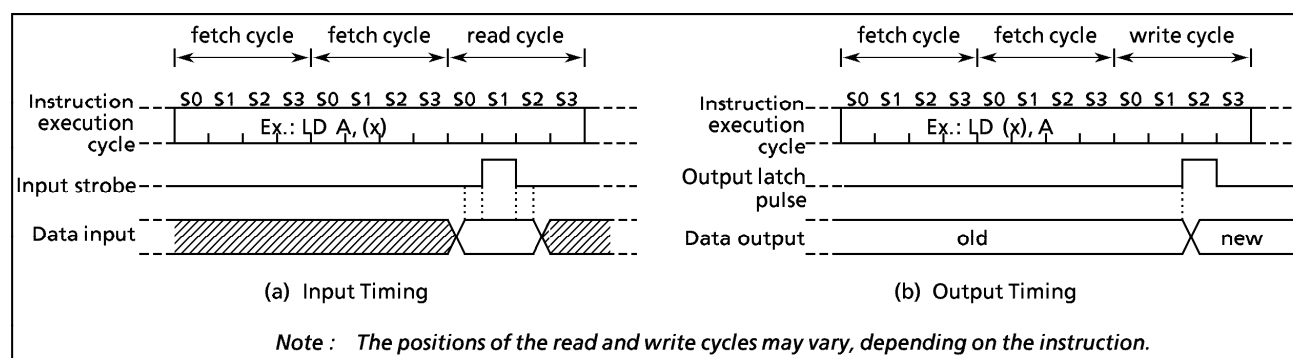 fetch cycle fetch cycle read cycle
S0 S1 S2 S3 S0 S1 S2 S3 S0 S1 S2 S3
Instruction
execution
cycle
Ex.: LD A, (x)
Input strobe
Data input
(a) Input Timing
fetch cycle fetch cycle write cycle
S0 S1 S2 S3 S0 S1 S2 S3 S0 S1 S2 S3
Instruction
execution
cycle
Ex.: LD (x), A
Output latch
pulse
Data output
old
new
(b) Output Timing
Note : The positions of the read and write cycles may vary, depending on the instruction.